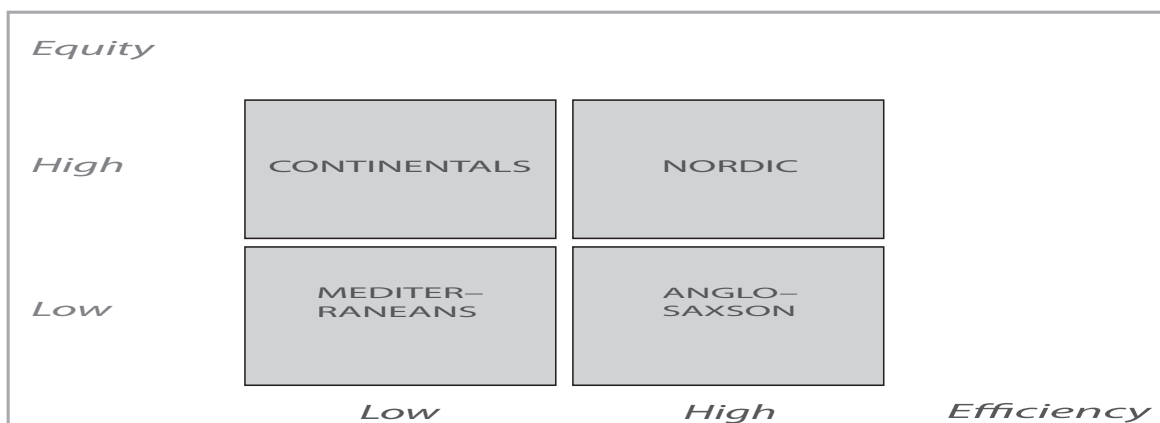 Equity
High
CONTINENTALS
NORDIC
Low
MEDITER–
RANEANS
ANGLO–
SAXSON
Low
High
Efficiency